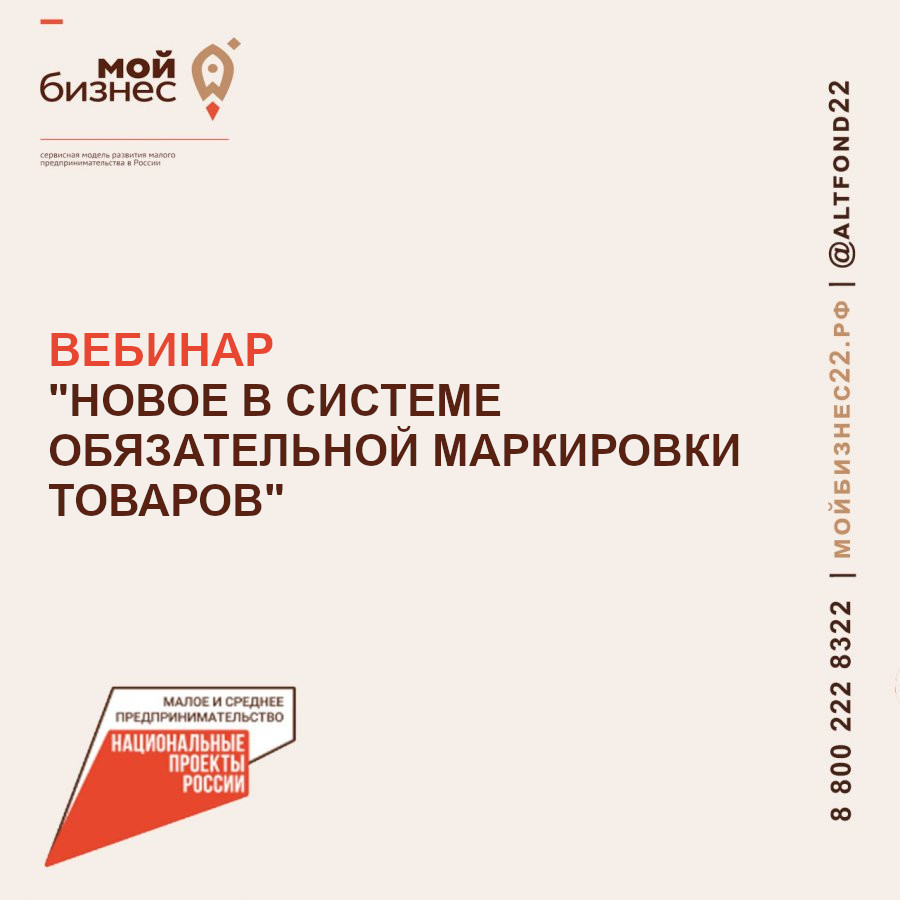 мой
бизнес
сервисная модель развития малого
предпринимательства в России
ВЕБИНАР
"НОВОЕ В СИСТЕМЕ
ОБЯЗАТЕЛЬНОЙ МАРКИРОВКИ
ТОВАРОВ"
МАЛОЕ И СРЕДНЕЕ
ПРЕДПРИНИМАТЕЛЬСТВО
НАЦИОНАЛЬНЫЕ
ПРОЕКТЫ
РОССИИ
8 800 222 8322 | МОЙБИЗНЕС22.РФ | @ALTFOND22